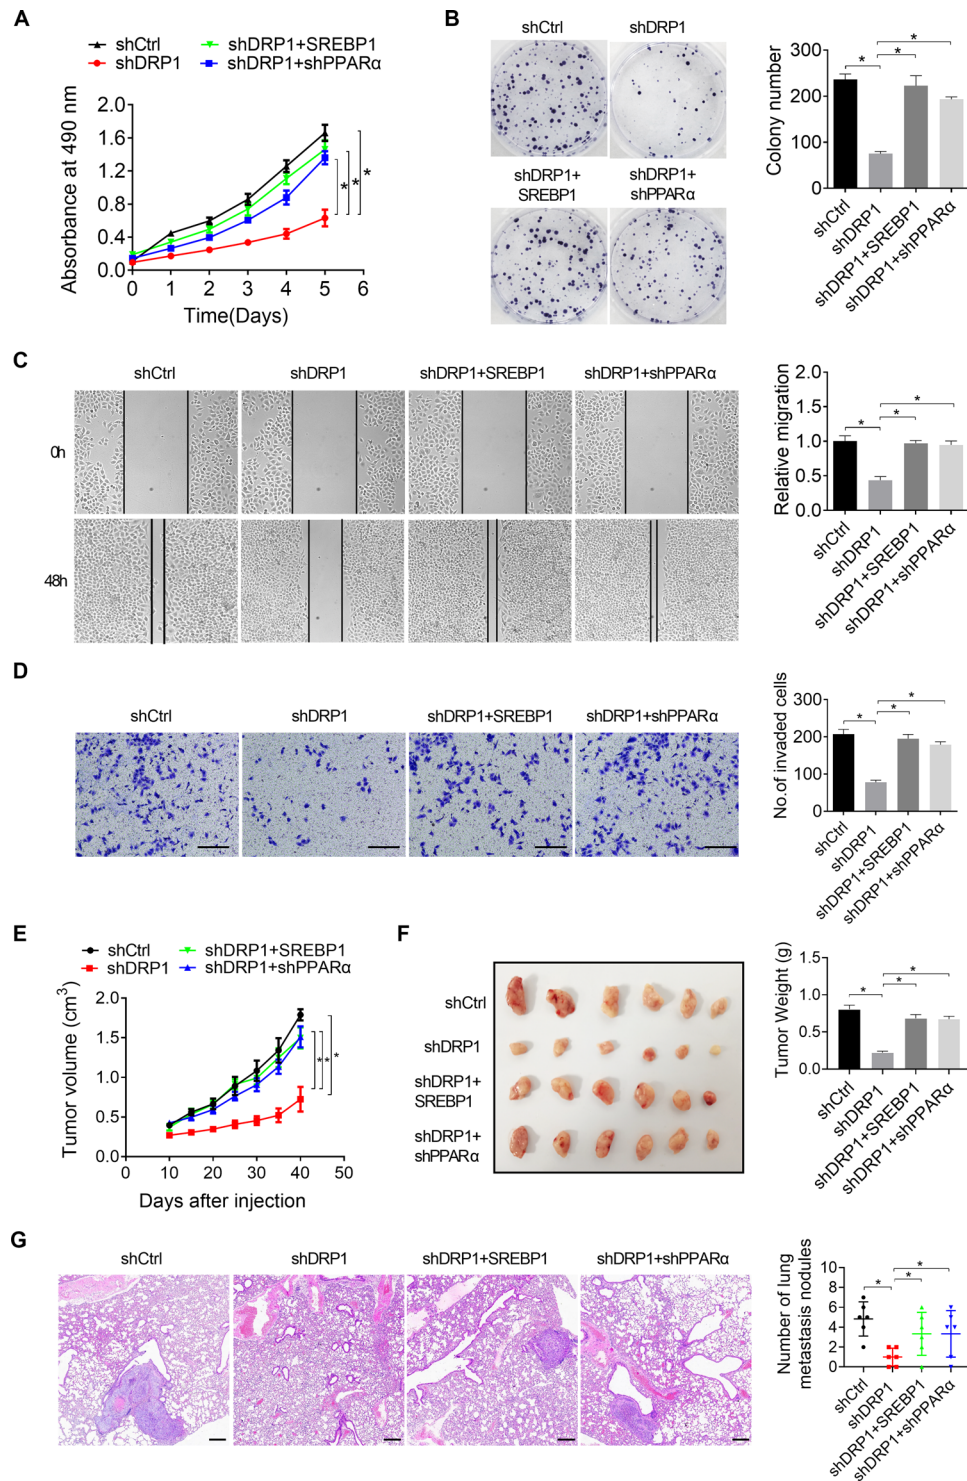 A
shCtrl
shDRP1+SREBP1
shDRP1
shDRP1+shPPARα
Absorbance at 490 nm
2.0
1.6
1.2
0.8
0.4
0.0
0 1 2 3 4 5 6
Time(Days)
* * *
B
shCtrl
shDRP1
shDRP1+
SREBP1
shDRP1+
shPPARα
Colony number
300
200
100
0
* * *
shCtrl
shDRP1
shDRP1+SREBP1
shDRP1+shPPARα
C
shCtrl
shDRP1
shDRP1+SREBP1
shDRP1+shPPARα
0h
48h
Relative migration
2.0
1.5
1.0
0.5
0.0
* * *
shCtrl
shDRP1
shDRP1+SREBP1
shDRP1+shPPARα
D
shCtrl
shDRP1
shDRP1+SREBP1
shDRP1+shPPARα
No.of invaded cells
300
200
100
0
* * *
shCtrl
shDRP1
shDRP1+SREBP1
shDRP1+shPPARα
E
shCtrl
shDRP1+SREBP1
shDRP1
shDRP1+shPPARα
Tumor volume (cm3)
2.0
1.5
1.0
0.5
0.0
0 10 20 30 40 50
Days after injection
* * *
F
shCtrl
shDRP1
shDRP1+
SREBP1
shDRP1+
shPPARα
Tumor Weight (g)
1.5
1.0
0.5
0.0
* * *
shCtrl
shDRP1
shDRP1+SREBP1
shDRP1+shPPARα
G
shCtrl
shDRP1
shDRP1+SREBP1
shDRP1+shPPARα
Number of lung
metastasis nodules
10
8
6
4
2
0
* * *
shCtrl
shDRP1
shDRP1+SREBP1
shDRP1+shPPARα